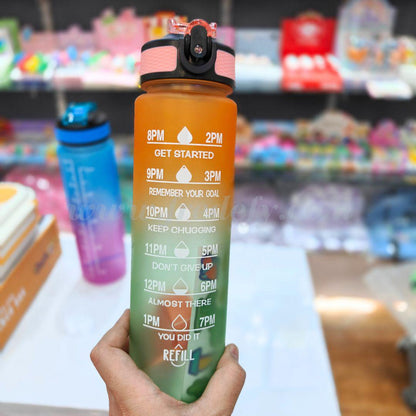 8PM 2PM
GET STARTED
9PM 3PM
REMEMBER YOUR GOAL
10PM 4PM
KEEP CHUGGING
11PM 5PM
DON'T GIVE UP
12PM 6PM
ALMOST THERE
1PM 7PM
YOU DID IT
REFILL